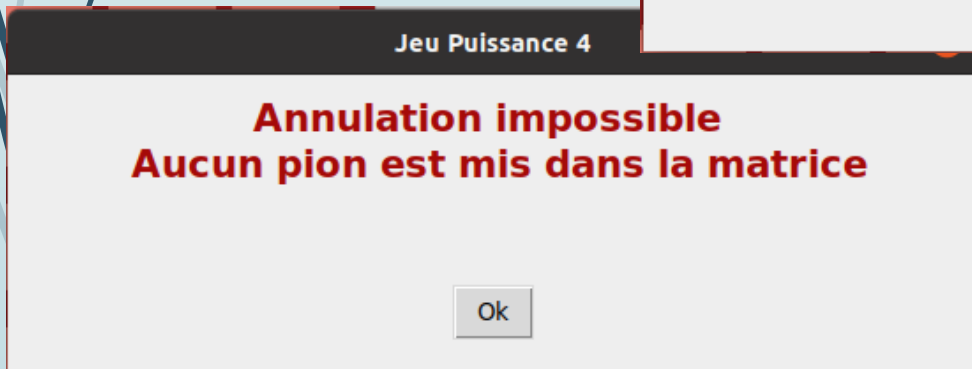 Jeu Puissance 4
Annulation impossible
Aucun pion est mis dans la matrice
Ok